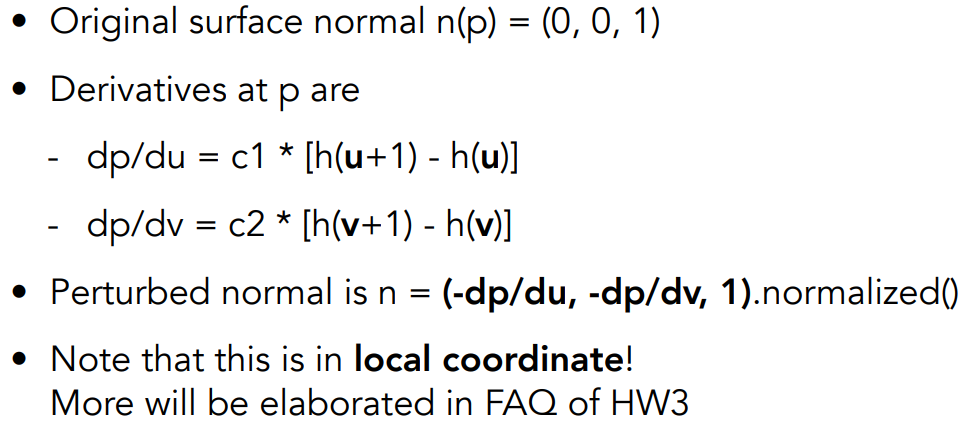 • Original surface normal n(p) = (0, 0, 1)
• Derivatives at p are
- dp/du = c1 * [h(u+1) - h(u)]
- dp/dv = c2 * [h(v+1) - h(v)]
• Perturbed normal is n = (-dp/du, -dp/dv, 1).normalized()
• Note that this is in local coordinate!
More will be elaborated in FAQ of HW3